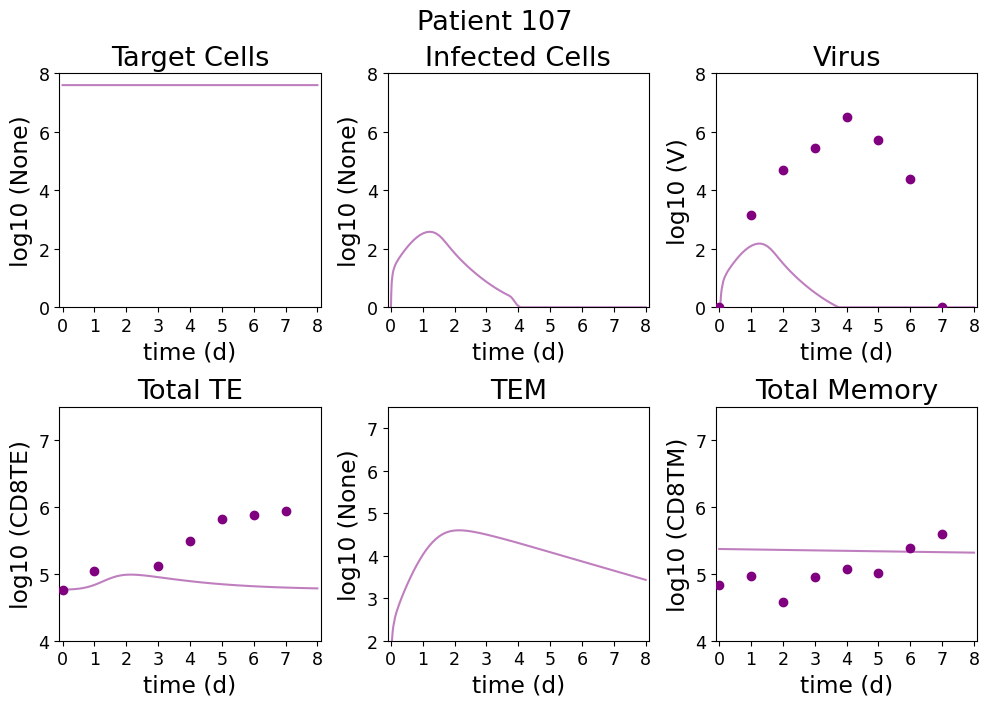 Patient 107
Target Cells
Infected Cells
Virus
log10 (None)
8
6
4
2
0
0 1 2 3 4 5 6 7 8
time (d)
log10 (None)
8
6
4
2
0
0 1 2 3 4 5 6 7 8
time (d)
log10 (V)
8
6
4
2
0
0 1 2 3 4 5 6 7 8
time (d)
Total TE
TEM
Total Memory
log10 (CD8TE)
7
6
5
4
0 1 2 3 4 5 6 7 8
time (d)
log10 (None)
7
6
5
4
3
2
0 1 2 3 4 5 6 7 8
time (d)
log10 (CD8TM)
7
6
5
4
0 1 2 3 4 5 6 7 8
time (d)